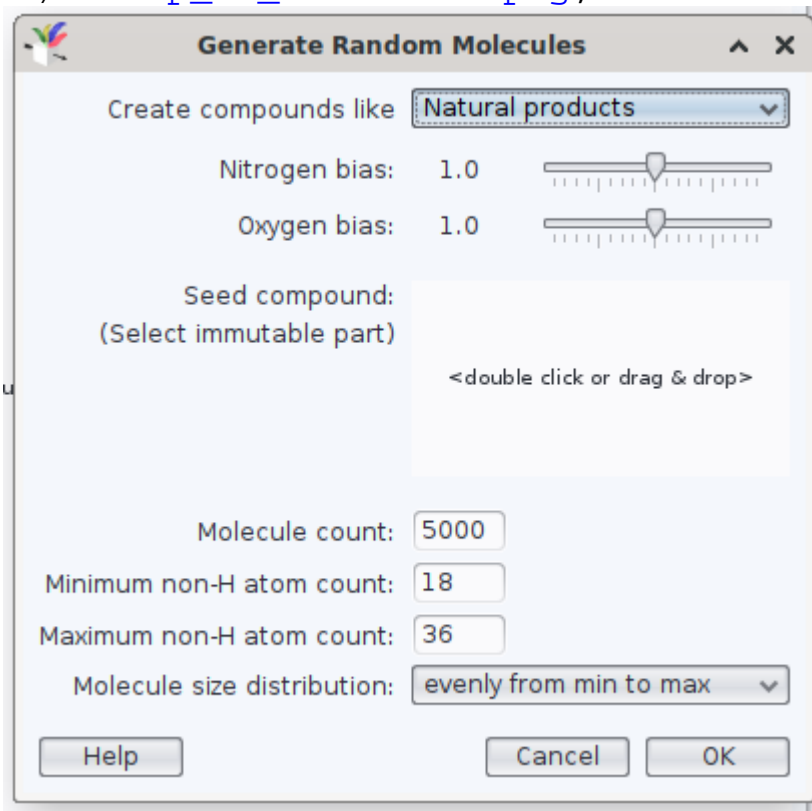 Generate Random Molecules
Create compounds like Natural products
Nitrogen bias: 1.0
Oxygen bias: 1.0
Seed compound:
(Select immutable part)
<double click or drag & drop>
Molecule count: 5000
Minimum non-H atom count: 18
Maximum non-H atom count: 36
Molecule size distribution: evenly from min to max
Help Cancel OK